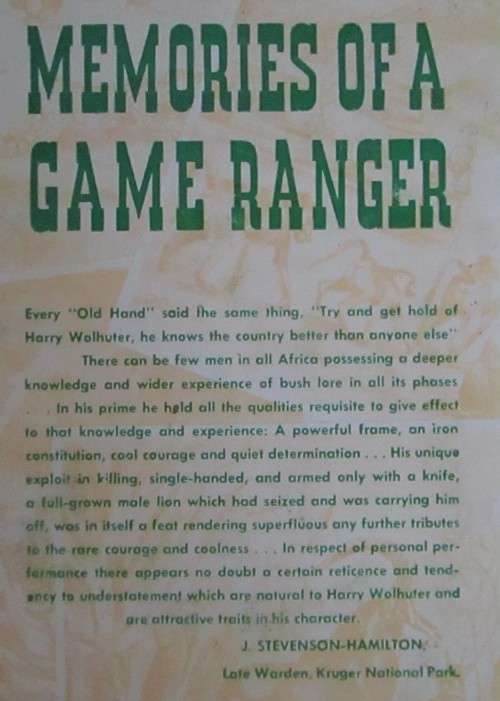 MEMORIES OF A
GAME RANGER
Every "Old Hand" said the same thing, "Try and get hold of
Harry Wolhuter, he knows the country better than anyone else"
There can be few men in all Africa possessing a deeper
knowledge and wider experience of bush lore in all its phases
. . . In his prime he held all the qualities requisite to give effect
to that knowledge and experience: A powerful frame, an iron
constitution, cool courage and quiet determination . . . His unique
exploit in killing, single-handed, and armed only with a knife,
a full-grown male lion which had seized and was carrying him
off, was in itself a feat rendering superfluous any further tributes
to the rare courage and coolness . . . In respect of personal per-
formance there appears no doubt a certain reticence and tend-
ency to understatement which are natural to Harry Wolhuter and
are attractive traits in his character.
J. STEVENSON-HAMILTON,
Late Warden, Kruger National Park.